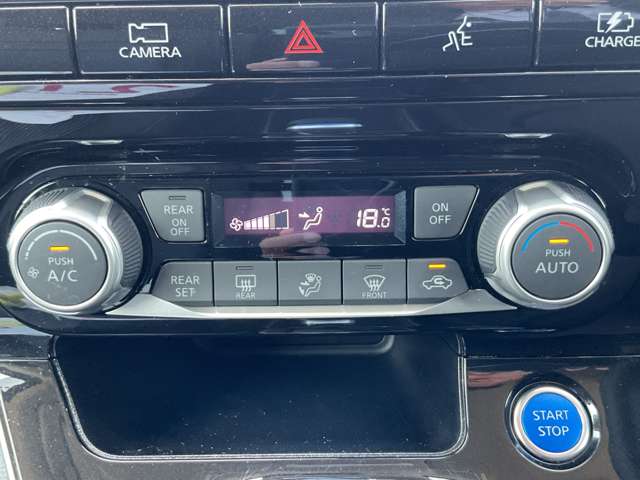 CAMERA
CHARGE
REAR
ON
OFF
18.0
°C
ON
OFF
PUSH
A/C
PUSH
AUTO
REAR
SET
REAR
FRONT
START
STOP